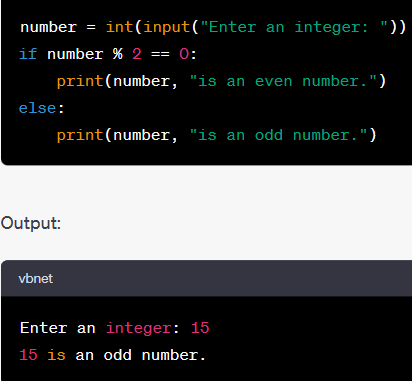 number = int(input("Enter an integer: "))
if number % 2 == 0:
    print(number, "is an even number.")
else:
    print(number, "is an odd number.")
Output:
vbnet
Enter an integer: 15
15 is an odd number.